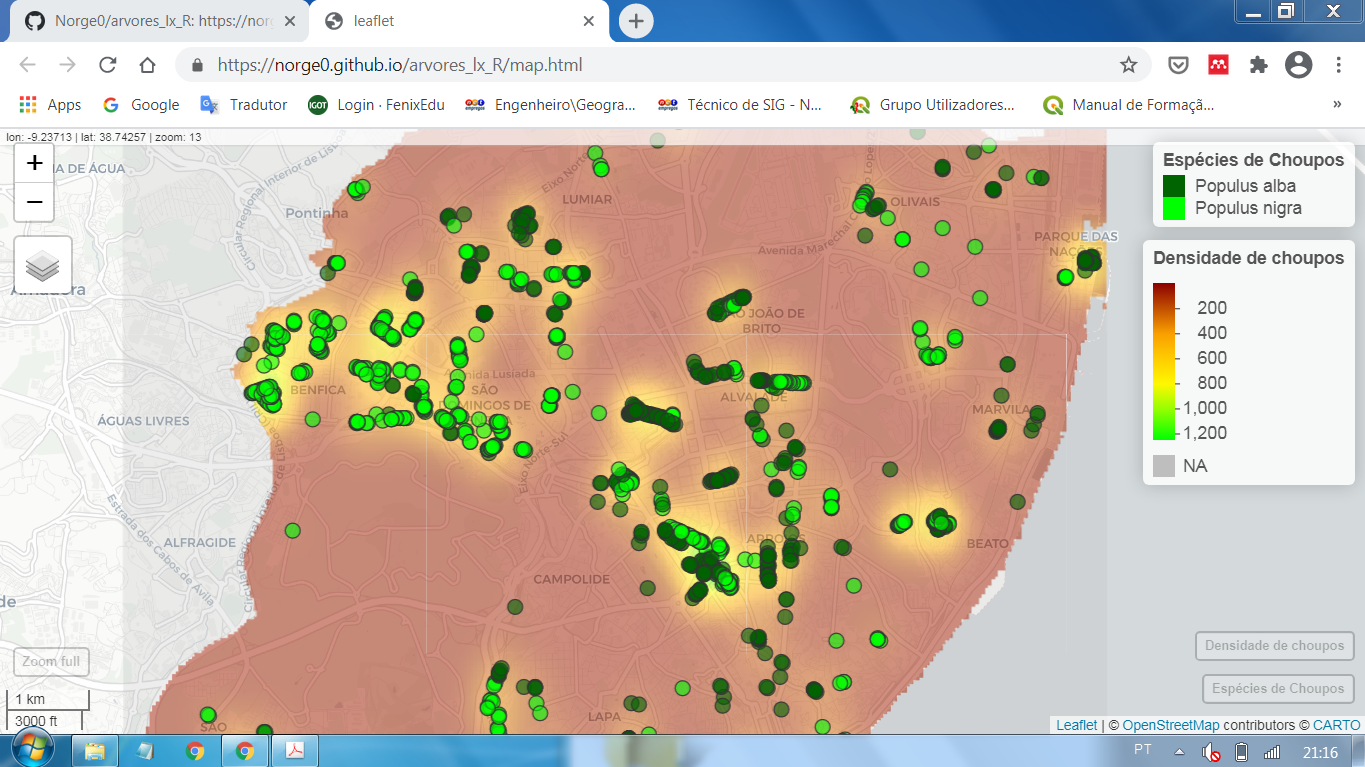 Norge0/arvores_lx_R: https://norg
leaflet
https://norge0.github.io/arvores_lx_R/map.html
Apps
Google
Tradutor
IGOT
Login · FenixEdu
Engenheiro\Geogra...
Técnico de SIG - N...
Grupo Utilizadores...
Manual de Formaçã...
»
lon: -9.23713 | lat: 38.74257 | zoom: 13
+
−
DE ÁGUA
Pontinha
Circular Regional Interior de Lis
Eixo Norte
LUMIAR
Avenida Marechal
OLIVAIS
PARQUE DAS
NAÇÕES
Espécies de Choupos
Populus alba
Populus nigra
Densidade de choupos
200
400
600
800
1,000
1,200
NA
JOÃO DE
BRITO
BENFICA
Avenida Lusíada
SÃO
DOMINGOS DE
ALVALADE
MARVILA
ÁGUAS LIVRES
Eixo Norte-Sul
Estrada dos Cabos de Ávila
ALFRAGIDE
BEATO
CAMPOLIDE
LAPA
SÃO
Zoom full
1 km
3000 ft
Densidade de choupos
Espécies de Choupos
Leaflet | © OpenStreetMap contributors © CARTO
PT
21:16